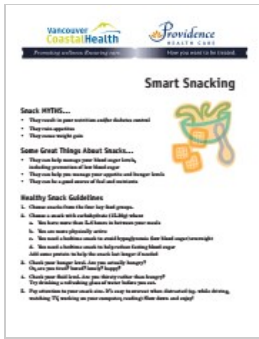 Vancouver
CoastalHealth
Providence
HEALTH CARE
Promoting wellness. Ensuring care.
How you want to be treated.
Smart Snacking
Snack MYTHS...
• They result in poor nutrition and/or diabetes control
• They ruin appetites
• They cause weight gain
Some Great Things About Snacks...
• They can help manage your blood sugar levels,
including prevention of low blood sugar
• They can help you manage your appetite and hunger levels
• They can be a good source of fuel and nutrients
Healthy Snack Guidelines
1. Choose snacks from the four key food groups.
2. Choose a snack with carbohydrate (15-30g) when:
a. You have more than hours in between your meals
b. You are more physically active
c. You need a bedtime snack to avoid hypoglycemia (low blood sugar) overnight
d. You need a bedtime snack to help reduce fasting blood sugar
Add some protein to help the snack last longer if needed
3. Check your hunger level. Are you actually hungry?
Or, are you tired? bored? lonely? happy?
4. Check your fluid level. Are you thirsty rather than hungry?
Try drinking a refreshing glass of water before you eat.
5. Pay attention to your snack size. It's easy to overeat when distracted (eg. while driving,
watching TV, working on your computer, reading) Slow down and enjoy!